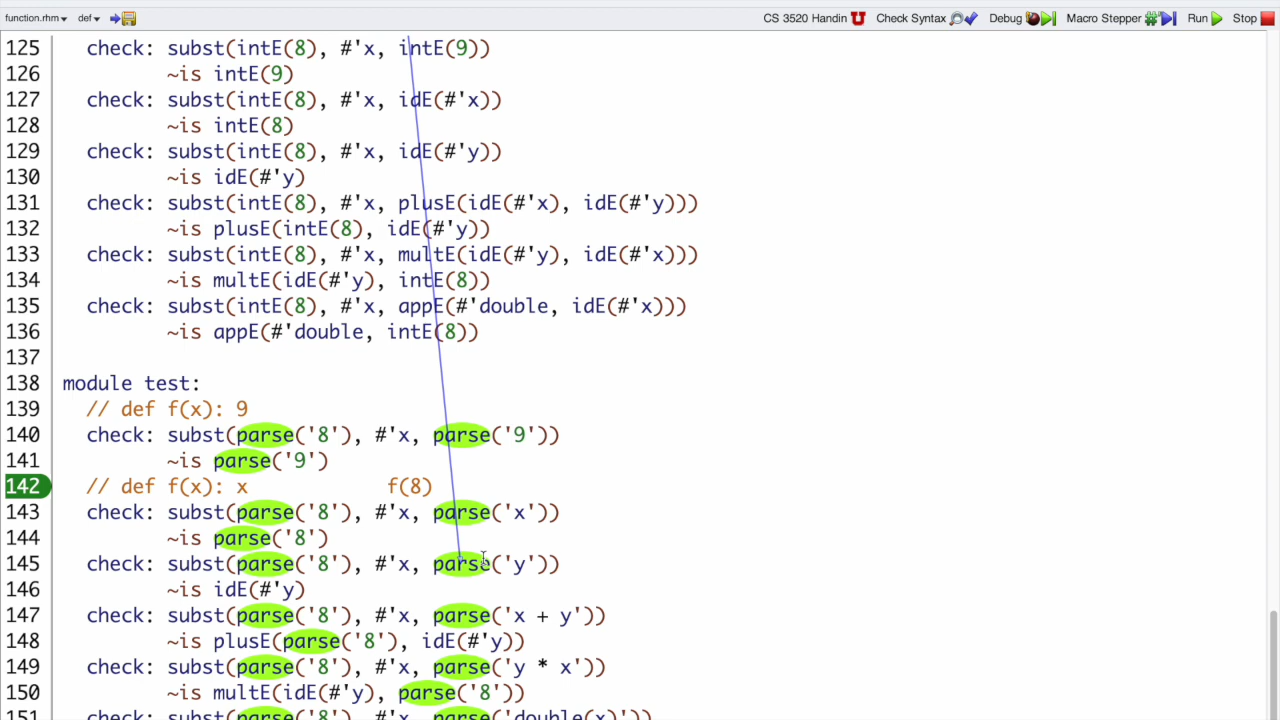 function.rhm def CS 3520 Handin Check Syntax Debug Macro Stepper Run Stop
125 check: subst(intE(8), #'x, intE(9))
126 ~is intE(9)
127 check: subst(intE(8), #'x, idE(#'x))
128 ~is intE(8)
129 check: subst(intE(8), #'x, idE(#'y))
130 ~is idE(#'y)
131 check: subst(intE(8), #'x, plusE(idE(#'x), idE(#'y)))
132 ~is plusE(intE(8), idE(#'y))
133 check: subst(intE(8), #'x, multE(idE(#'y), idE(#'x)))
134 ~is multE(idE(#'y), intE(8))
135 check: subst(intE(8), #'x, appE(#'double, idE(#'x)))
136 ~is appE(#'double, intE(8))
137
138 module test:
139 // def f(x): 9
140 check: subst(parse('8'), #'x, parse('9'))
141 ~is parse('9')
142 // def f(x): x f(8)
143 check: subst(parse('8'), #'x, parse('x'))
144 ~is parse('8')
145 check: subst(parse('8'), #'x, parse('y'))
146 ~is idE(#'y)
147 check: subst(parse('8'), #'x, parse('x + y'))
148 ~is plusE(parse('8'), idE(#'y))
149 check: subst(parse('8'), #'x, parse('y * x'))
150 ~is multE(idE(#'y), parse('8'))
151 check: subst(parse('8'), #'x, parse('double(x)'))